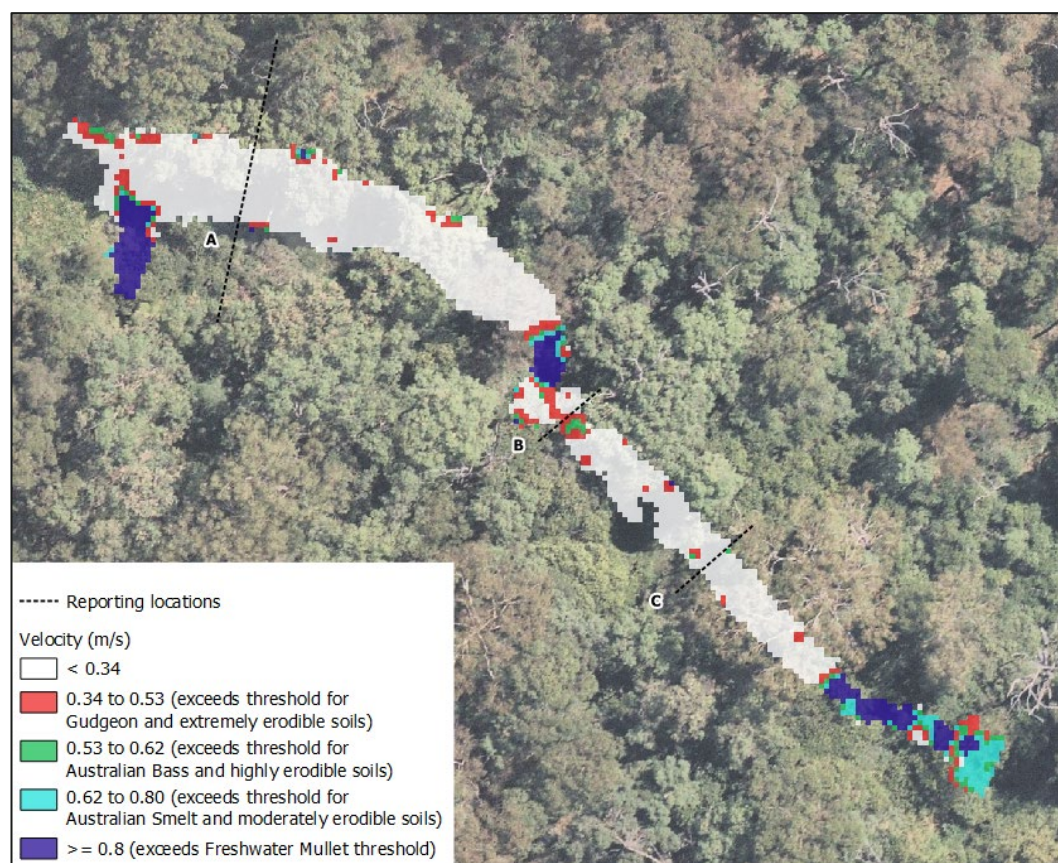 A
B
C
Reporting locations
Velocity (m/s)
< 0.34
0.34 to 0.53 (exceeds threshold for
Gudgeon and extremely erodible soils)
0.53 to 0.62 (exceeds threshold for
Australian Bass and highly erodible soils)
0.62 to 0.80 (exceeds threshold for
Australian Smelt and moderately erodible soils)
>= 0.8 (exceeds Freshwater Mullet threshold)